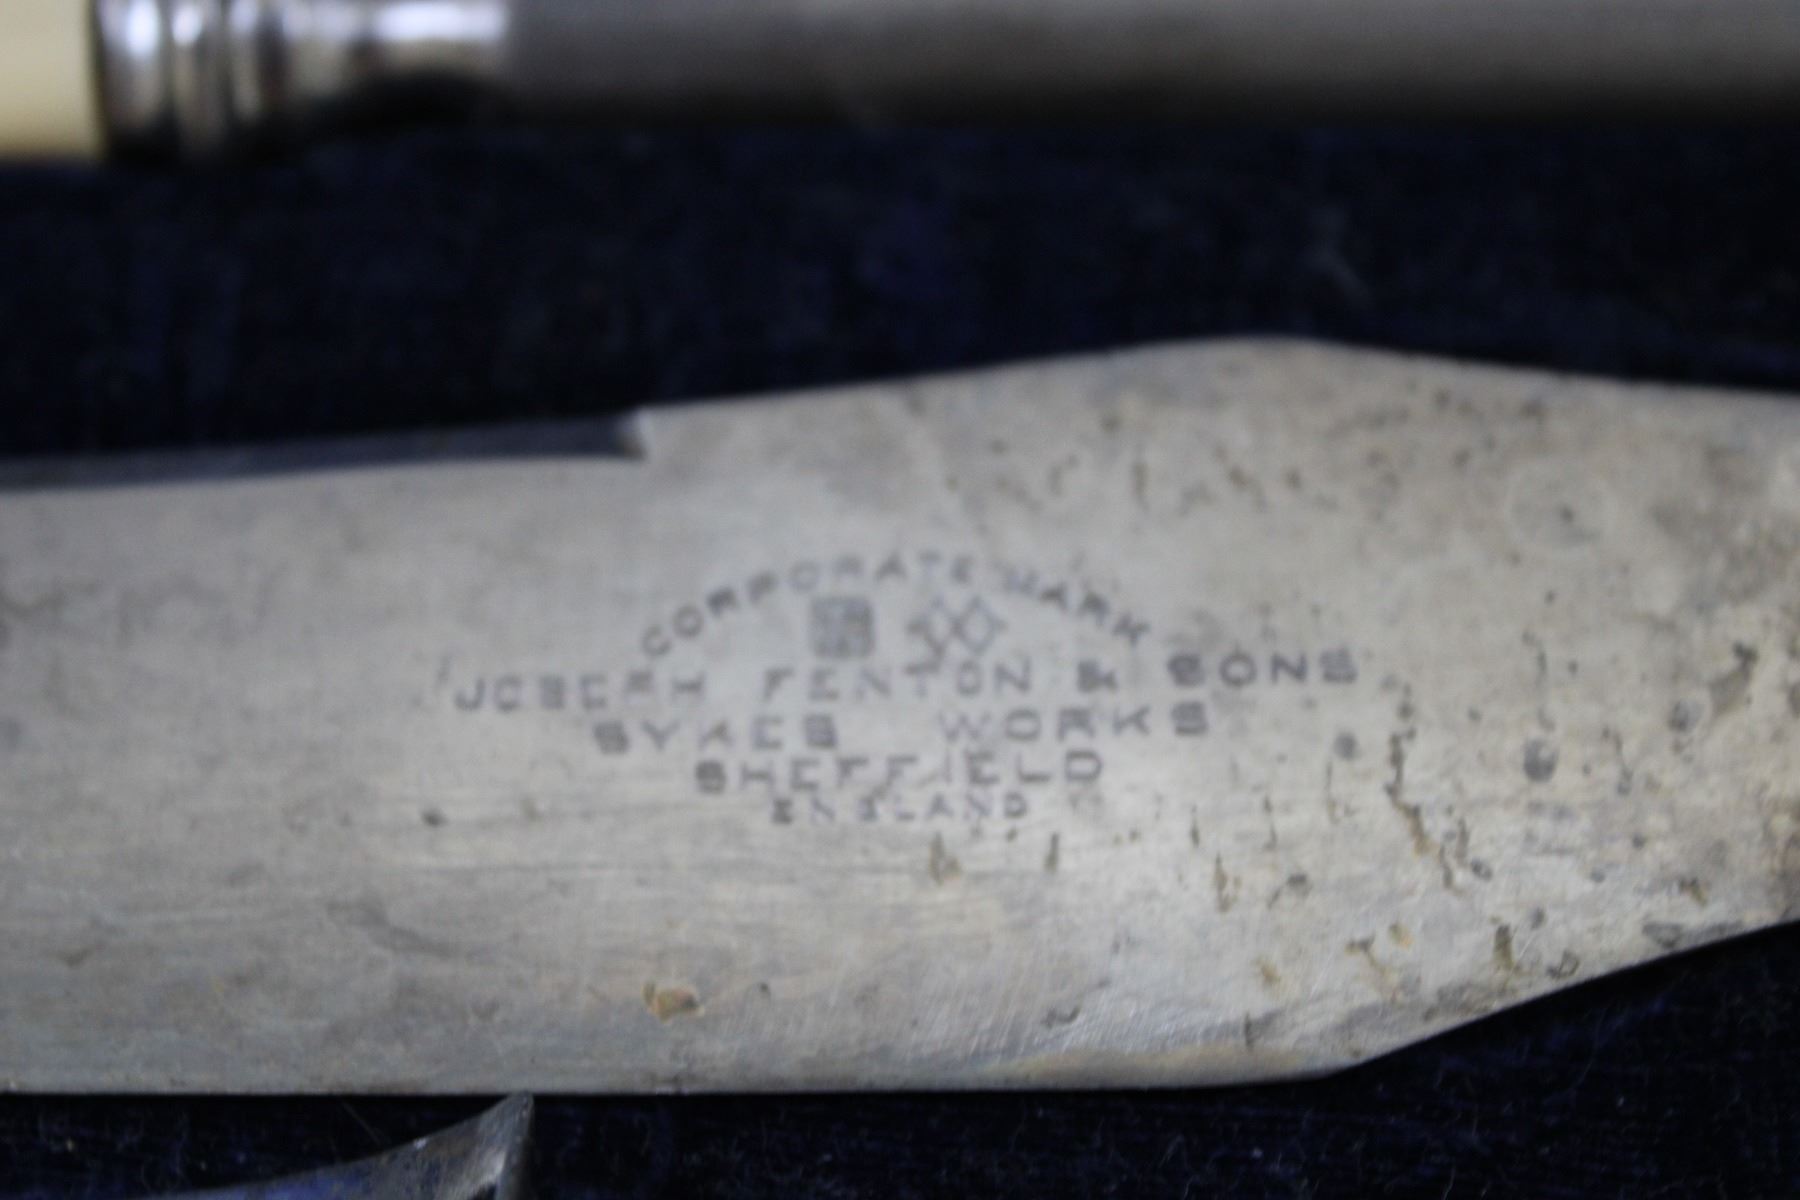 CORPORATE MARK
JOSEPH FENTON & SONS
SYKES WORKS
SHEFFIELD
ENGLAND